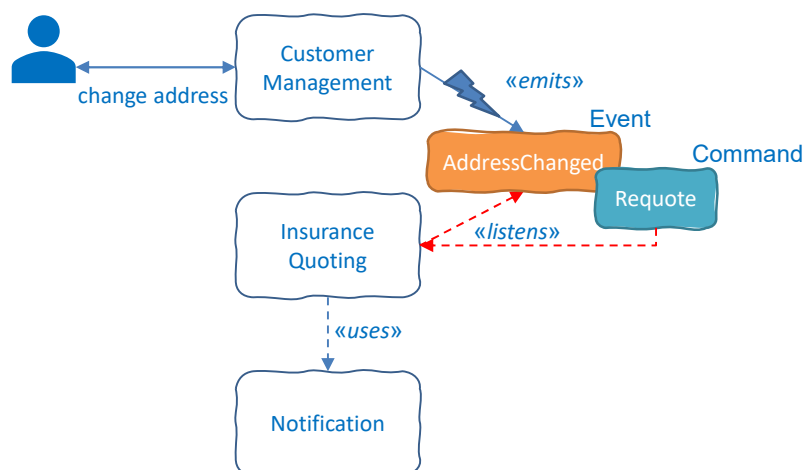 Customer
Management
change address
«emits»
Event
AddressChanged
Command
Requote
Insurance
Quoting
«listens»
«uses»
Notification